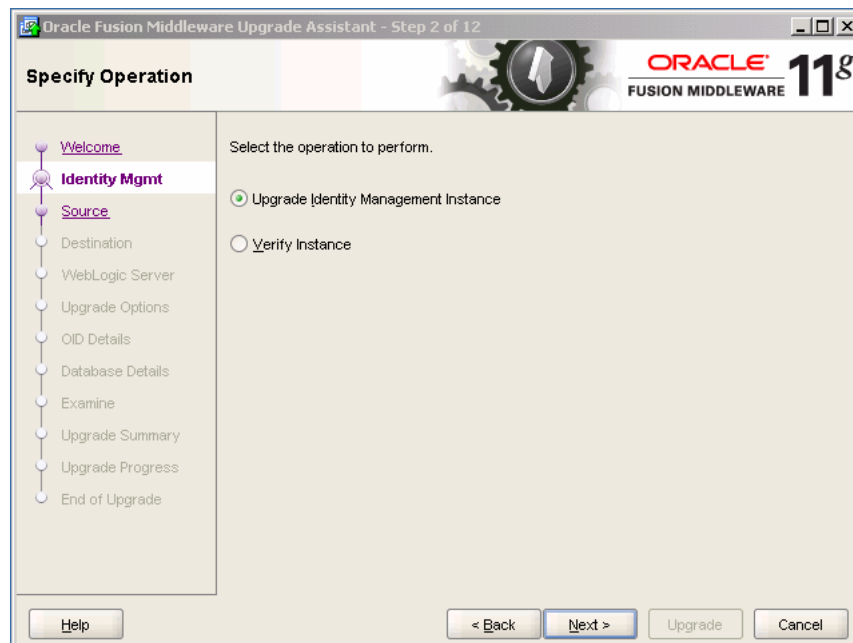 Oracle Fusion Middleware Upgrade Assistant - Step 2 of 12
Specify Operation
ORACLE
FUSION MIDDLEWARE
11g
Welcome
Identity Mgmt
Source
Destination
WebLogic Server
Upgrade Options
OID Details
Database Details
Examine
Upgrade Summary
Upgrade Progress
End of Upgrade
Select the operation to perform.
Upgrade Identity Management Instance
Verify Instance
Help
< Back
Next >
Upgrade
Cancel